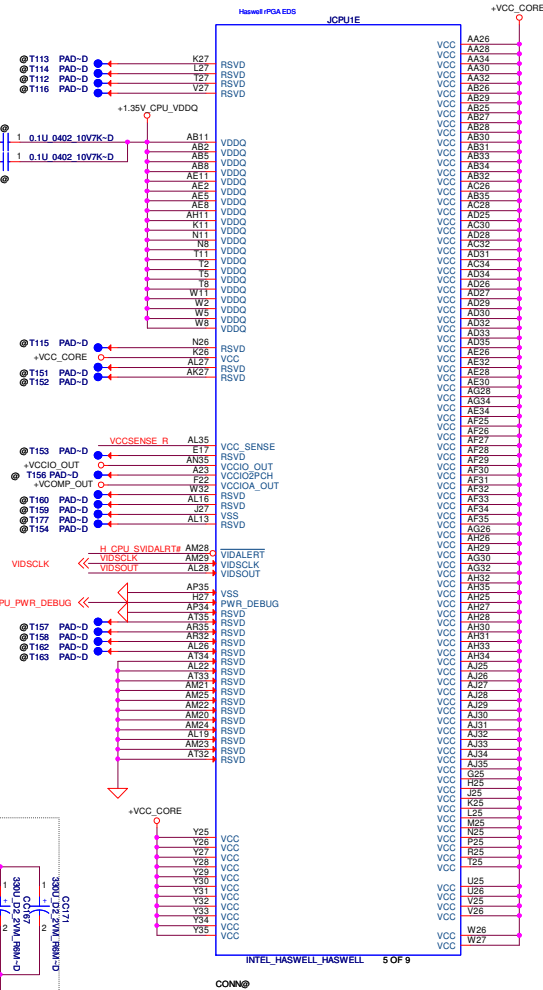 Haswell rPGA EDS
+VCC_CORE
JCPU1E
@T113 PAD~D K27 RSVD
@T114 PAD~D L27 RSVD
@T112 PAD~D T27 RSVD
@T116 PAD~D V27 RSVD
+1.35V_CPU_VDDQ
@
1 0.1U_0402_10V7K~D
1 0.1U_0402_10V7K~D
@
AB11 VDDQ
AB2 VDDQ
AB5 VDDQ
AB8 VDDQ
AE11 VDDQ
AE2 VDDQ
AE5 VDDQ
AE8 VDDQ
AH11 VDDQ
K11 VDDQ
N11 VDDQ
N8 VDDQ
T11 VDDQ
T2 VDDQ
T5 VDDQ
T8 VDDQ
W11 VDDQ
W2 VDDQ
W5 VDDQ
W8 VDDQ
@T115 PAD~D N26 RSVD
+VCC_CORE K26 VCC
@T151 PAD~D AL27 RSVD
@T152 PAD~D AK27 RSVD
VCCSENSE_R AL35 VCC_SENSE
@T153 PAD~D E17 RSVD
+VCCIO_OUT AN35 VCCIO_OUT
@ T156 PAD~D A23 VCCIO2PCH
+VCOMP_OUT F22 VCCIOA_OUT
@T160 PAD~D W32 RSVD
@T159 PAD~D AL16 RSVD
@T177 PAD~D J27 VSS
@T154 PAD~D AL13 RSVD
H_CPU_SVIDALRT# AM28 VIDALERT
VIDSCLK VIDSCLK AM29 VIDSCLK
VIDSOUT AL28 VIDSOUT
AP35 VSS
PU_PWR_DEBUG H27 PWR_DEBUG
AP34 RSVD
@T157 PAD~D AT35 RSVD
@T158 PAD~D AR35 RSVD
@T162 PAD~D AR32 RSVD
@T163 PAD~D AL26 RSVD
AT34 RSVD
AL22 RSVD
AT33 RSVD
AM21 RSVD
AM25 RSVD
AM22 RSVD
AM20 RSVD
AM24 RSVD
AL19 RSVD
AM23 RSVD
AT32 RSVD
+VCC_CORE
Y25 VCC
Y26 VCC
Y27 VCC
Y28 VCC
Y29 VCC
Y30 VCC
Y31 VCC
Y32 VCC
Y33 VCC
Y34 VCC
Y35 VCC
VCC AA26
VCC AA28
VCC AA34
VCC AA30
VCC AA32
VCC AB26
VCC AB29
VCC AB25
VCC AB27
VCC AB28
VCC AB30
VCC AB31
VCC AB33
VCC AB34
VCC AB32
VCC AC26
VCC AB35
VCC AC28
VCC AD25
VCC AC30
VCC AD28
VCC AC32
VCC AD31
VCC AC34
VCC AD34
VCC AD26
VCC AD27
VCC AD29
VCC AD30
VCC AD32
VCC AD33
VCC AD35
VCC AE26
VCC AE32
VCC AE28
VCC AE30
VCC AG28
VCC AG34
VCC AE34
VCC AF25
VCC AF26
VCC AF27
VCC AF28
VCC AF29
VCC AF30
VCC AF31
VCC AF32
VCC AF33
VCC AF34
VCC AF35
VCC AG26
VCC AH26
VCC AH29
VCC AG30
VCC AG32
VCC AH32
VCC AH35
VCC AH25
VCC AH27
VCC AH28
VCC AH30
VCC AH31
VCC AH33
VCC AH34
VCC AJ25
VCC AJ26
VCC AJ27
VCC AJ28
VCC AJ29
VCC AJ30
VCC AJ31
VCC AJ32
VCC AJ33
VCC AJ34
VCC AJ35
VCC G25
VCC H25
VCC J25
VCC K25
VCC L25
VCC M25
VCC N25
VCC P25
VCC R25
VCC T25
VCC U25
VCC U26
VCC V25
VCC V26
VCC W26
VCC W27
1 2
330U_D2_2VM_R6M~D
CC167
1 2
330U_D2_2VM_R6M~D
CC171
INTEL_HASWELL_HASWELL 5 OF 9
CONN@